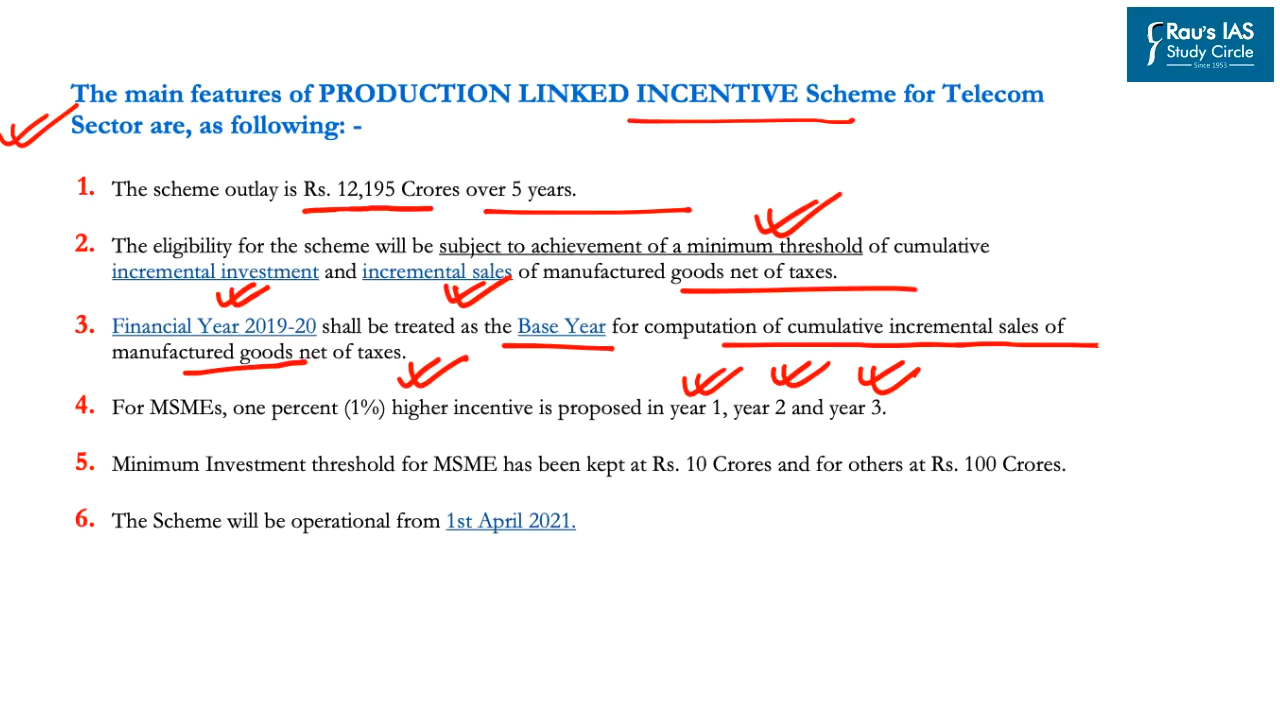 Rau's IAS
Study Circle
Since 1953
The main features of PRODUCTION LINKED INCENTIVE Scheme for Telecom
Sector are, as following: -
1. The scheme outlay is Rs. 12,195 Crores over 5 years.
2. The eligibility for the scheme will be subject to achievement of a minimum threshold of cumulative
incremental investment and incremental sales of manufactured goods net of taxes.
3. Financial Year 2019-20 shall be treated as the Base Year for computation of cumulative incremental sales of
manufactured goods net of taxes.
4. For MSMEs, one percent (1%) higher incentive is proposed in year 1, year 2 and year 3.
5. Minimum Investment threshold for MSME has been kept at Rs. 10 Crores and for others at Rs. 100 Crores.
6. The Scheme will be operational from 1st April 2021.